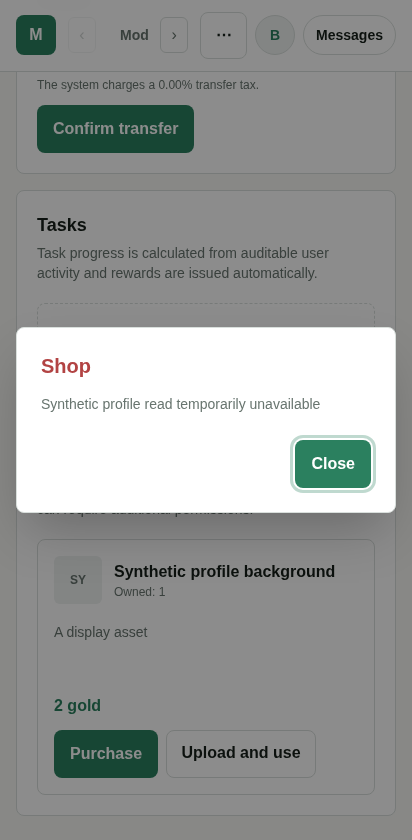 M
‹
Mod
›
⋯
B
Messages
The system charges a 0.00% transfer tax.
Confirm transfer
Tasks
Task progress is calculated from auditable user
activity and rewards are issued automatically.
Shop
Synthetic profile read temporarily unavailable
Close
SY
Synthetic profile background
Owned: 1
A display asset
2 gold
Purchase
Upload and use